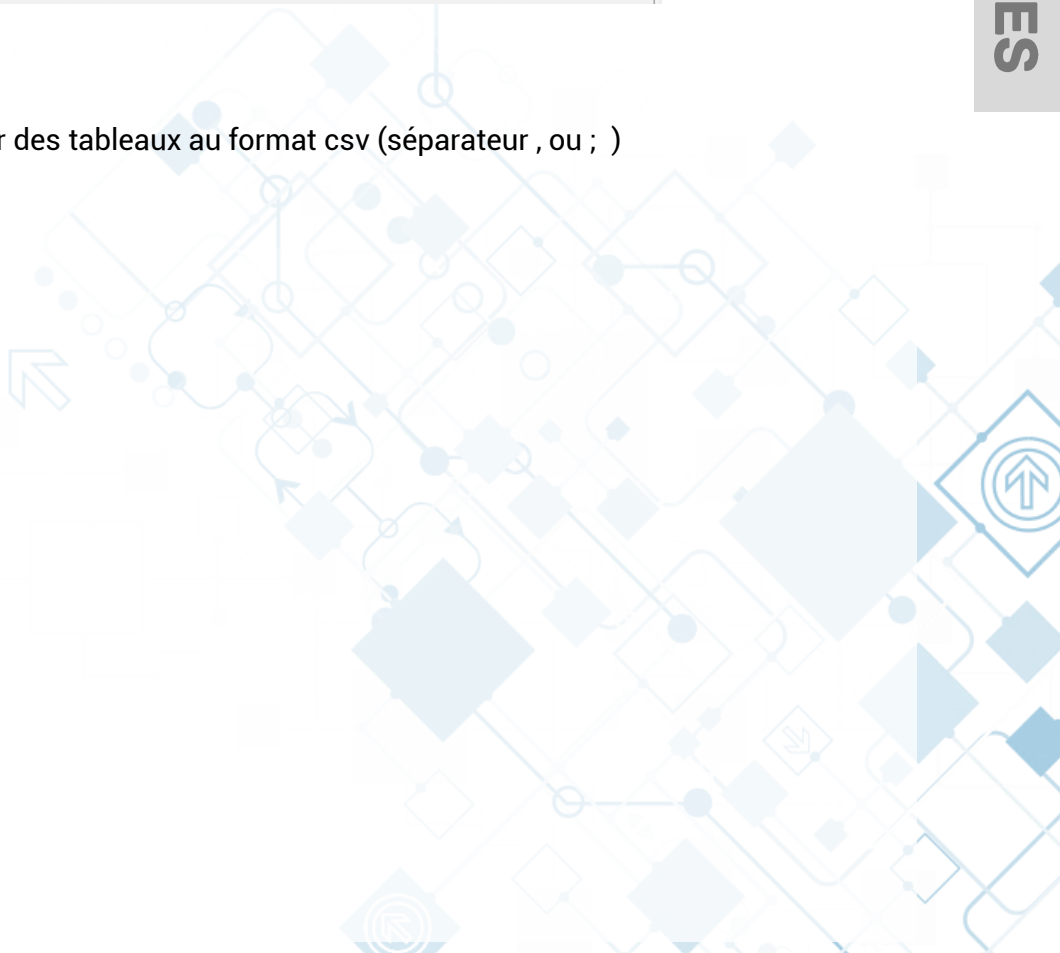 ES
r des tableaux au format csv (séparateur , ou ; )